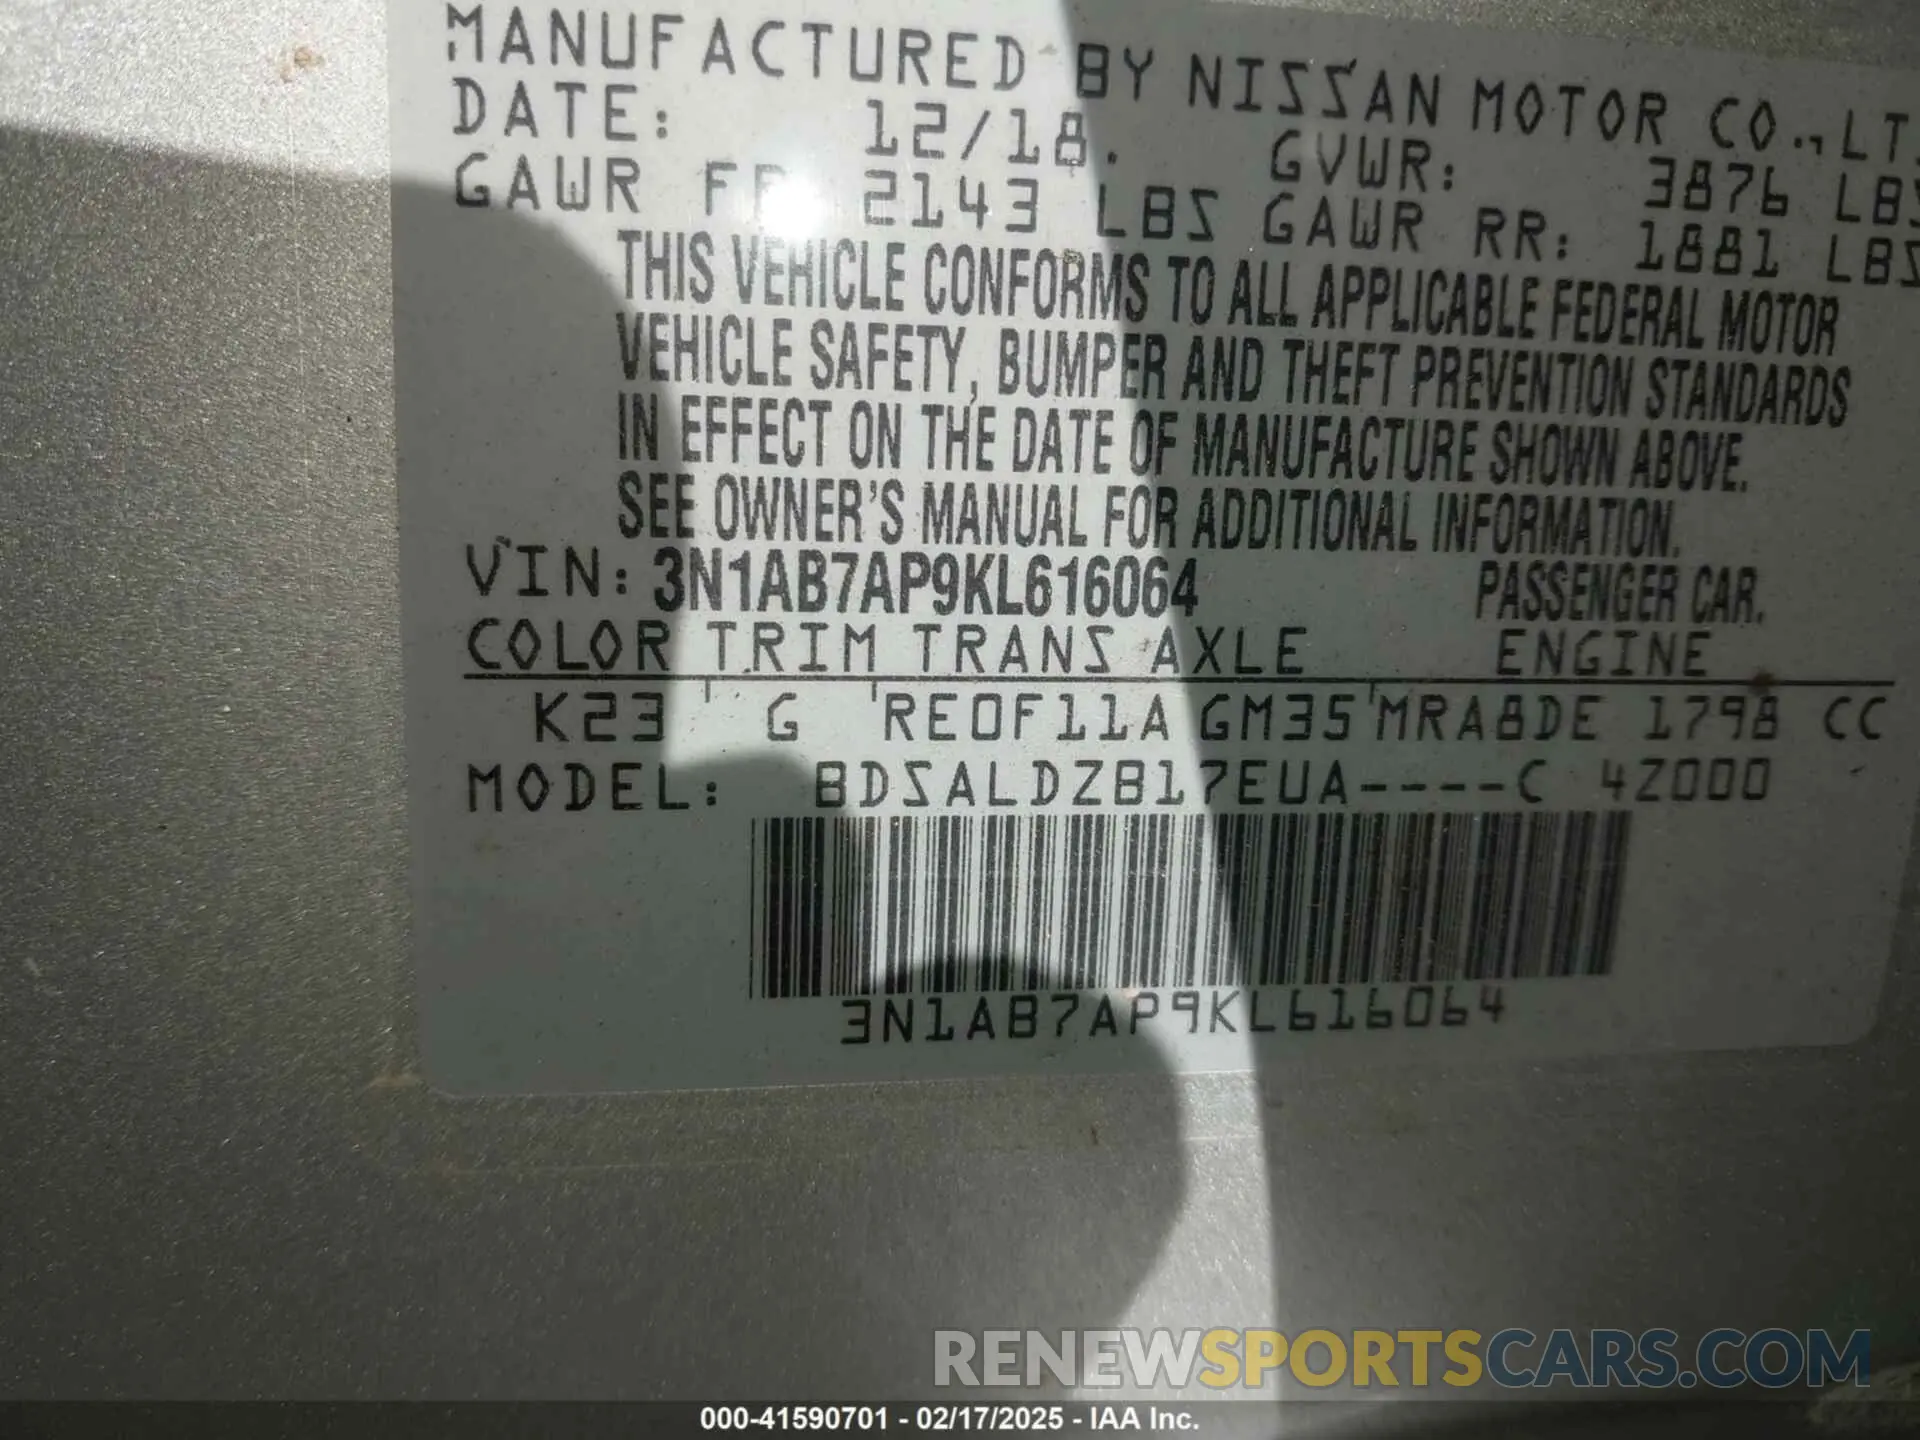 MANUFACTURED BY NISSAN MOTOR CO., LT
DATE: 12/18. GVWR: 3876 LBS
GAWR 2143 LBS GAWR RR: 1881 LBS
THIS VEHICLE CONFORMS TO ALL APPLICABLE FEDERAL MOTOR
VEHICLE SAFETY, BUMPER AND THEFT PREVENTION STANDARDS
IN EFFECT ON THE DATE OF MANUFACTURE SHOWN ABOVE.
SEE OWNER'S MANUAL FOR ADDITIONAL INFORMATION.
VIN: 3N1AB7AP9KL616064 PASSENGER CAR.
COLOR TRIM TRANS AXLE ENGINE
K23 G RE0F11A GM35 MRA8DE 1798 CC
MODEL: BDSALDZB17EUA----C 4Z000
3N1AB7AP9KL616064
RENEWSPORTSCARS.COM
000-41590701 - 02/17/2025 - IAA Inc.